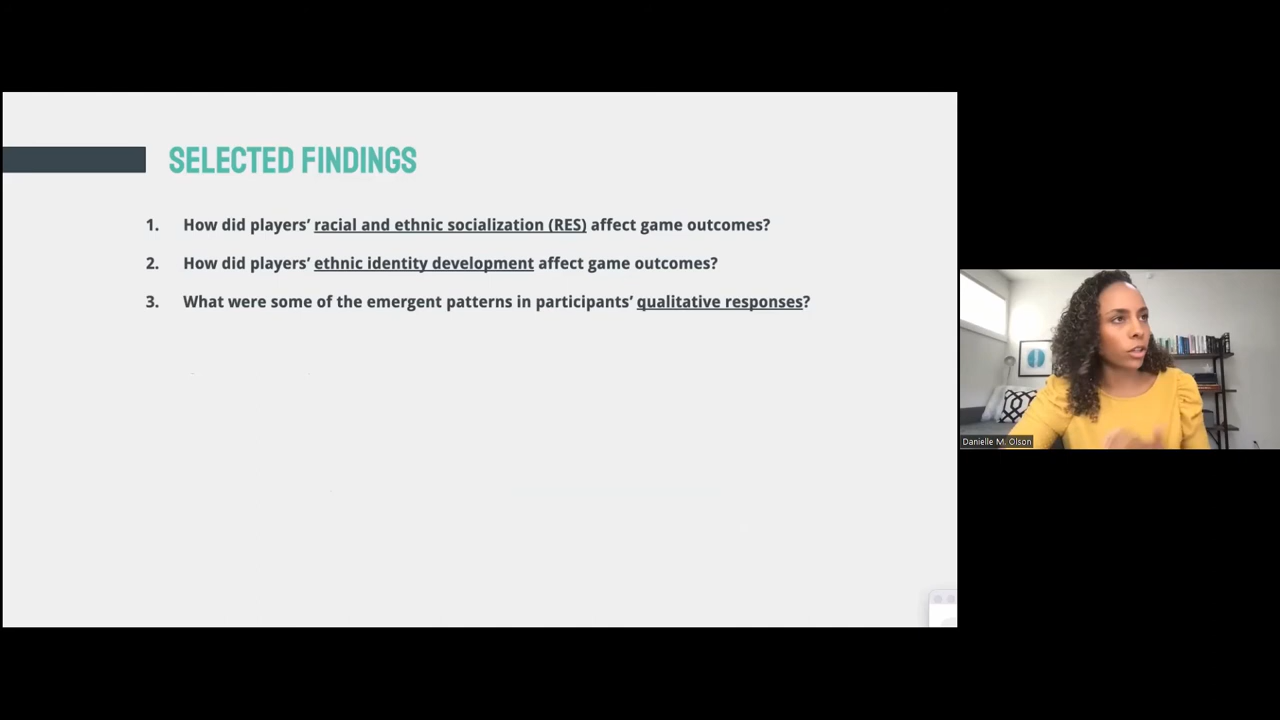 SELECTED FINDINGS
1. How did players’ racial and ethnic socialization (RES) affect game outcomes?
2. How did players’ ethnic identity development affect game outcomes?
3. What were some of the emergent patterns in participants’ qualitative responses?
Danielle M. Olson